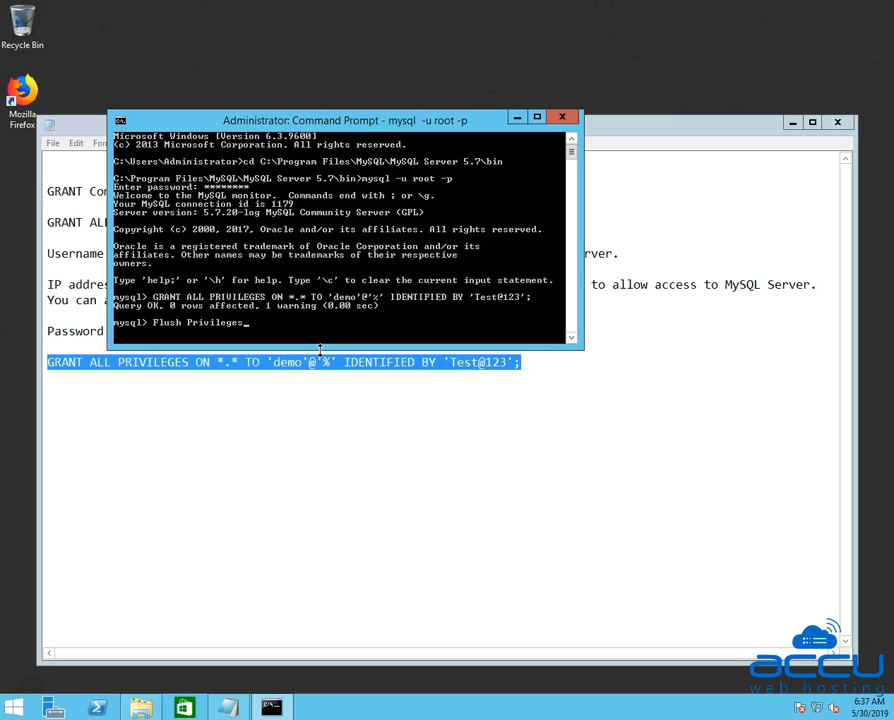 Recycle Bin
Mozilla
Firefox
Administrator: Command Prompt - mysql -u root -p
Microsoft Windows [Version 6.3.9600]
(c) 2013 Microsoft Corporation. All rights reserved.
C:\Users\Administrator>cd C:\Program Files\MySQL\MySQL Server 5.7\bin
C:\Program Files\MySQL\MySQL Server 5.7\bin>mysql -u root -p
Enter password: ********
Welcome to the MySQL monitor.  Commands end with ; or \g.
Your MySQL connection id is 1179
Server version: 5.7.20-log MySQL Community Server (GPL)
Copyright (c) 2000, 2017, Oracle and/or its affiliates. All rights reserved.
Oracle is a registered trademark of Oracle Corporation and/or its
affiliates. Other names may be trademarks of their respective
owners.
Type 'help;' or '\h' for help. Type '\c' to clear the current input statement.
mysql> GRANT ALL PRIVILEGES ON *.* TO 'demo'@'%' IDENTIFIED BY 'Test@123';
Query OK, 0 rows affected, 1 warning (0.00 sec)
mysql> Flush Privileges_
File Edit For
GRANT Com
GRANT ALL
Username rver.
IP addres to allow access to MySQL Server.
You can a
Password
GRANT ALL PRIVILEGES ON *.* TO 'demo'@'%' IDENTIFIED BY 'Test@123';
accu
web hosting
6:37 AM
5/30/2019